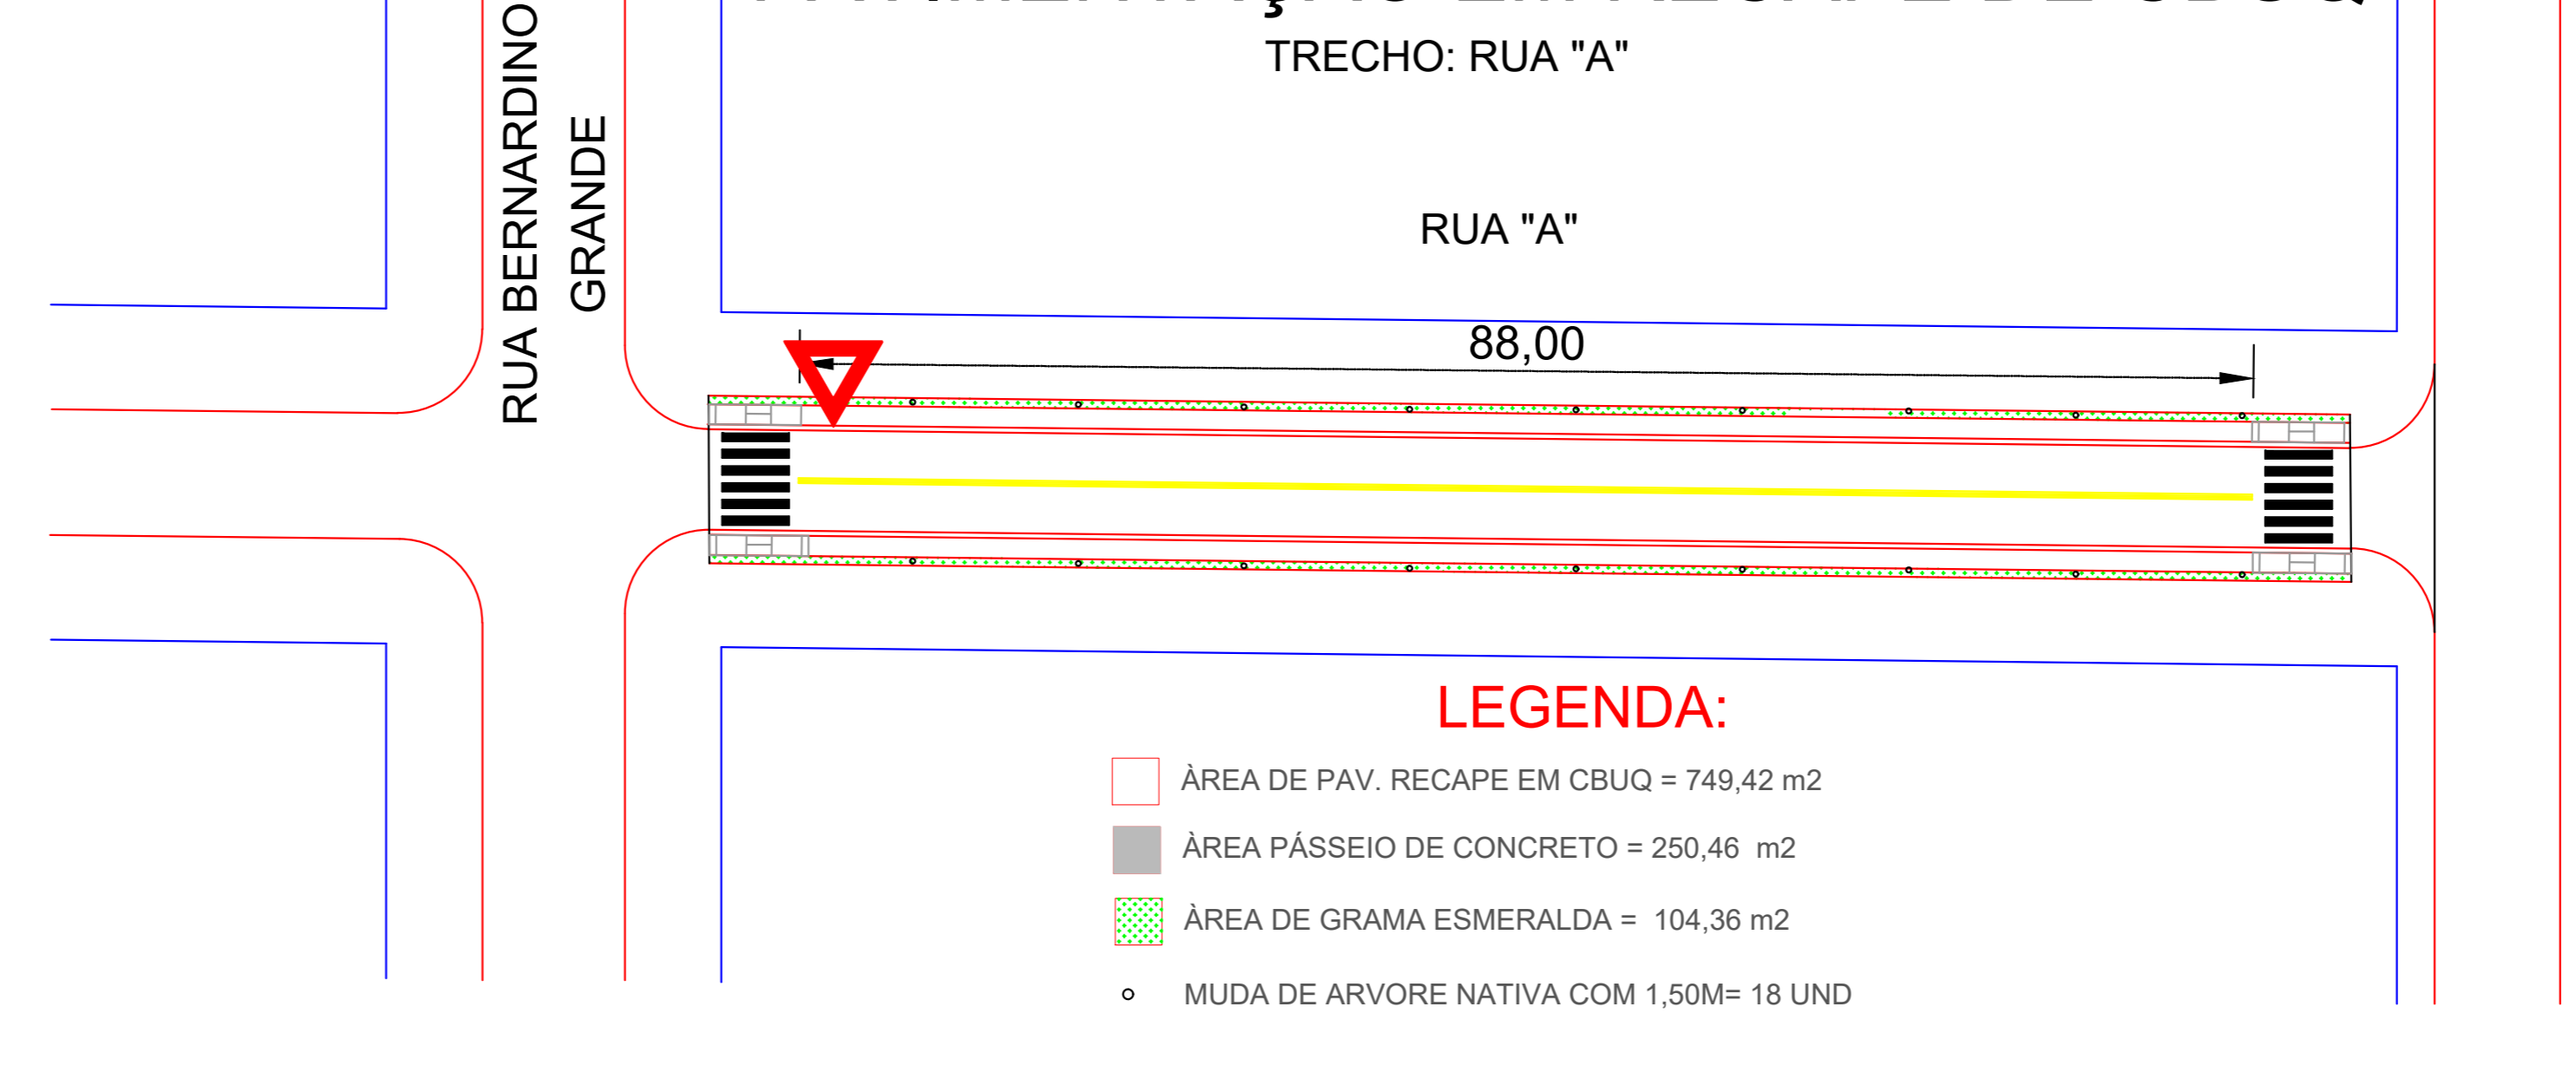 TRECHO: RUA "A"
RUA BERNARDINO
GRANDE
RUA "A"
88,00
LEGENDA:
ÀREA DE PAV. RECAPE EM CBUQ = 749,42 m2
ÀREA PÁSSEIO DE CONCRETO = 250,46 m2
ÀREA DE GRAMA ESMERALDA = 104,36 m2
MUDA DE ARVORE NATIVA COM 1,50M= 18 UND